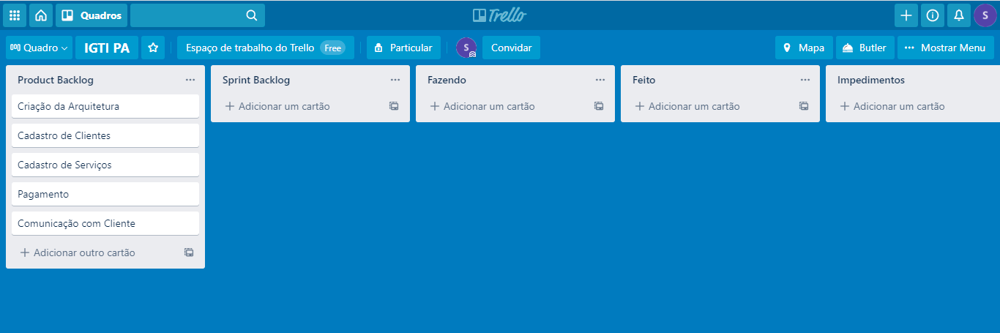 Quadros
Trello
S
Quadro
IGTI PA
Espaço de trabalho do Trello Free
Particular
S
Convidar
Mapa
Butler
Mostrar Menu
Product Backlog
Criação da Arquitetura
Cadastro de Clientes
Cadastro de Serviços
Pagamento
Comunicação com Cliente
Adicionar outro cartão
Sprint Backlog
Adicionar um cartão
Fazendo
Adicionar um cartão
Feito
Adicionar um cartão
Impedimentos
Adicionar um cartão